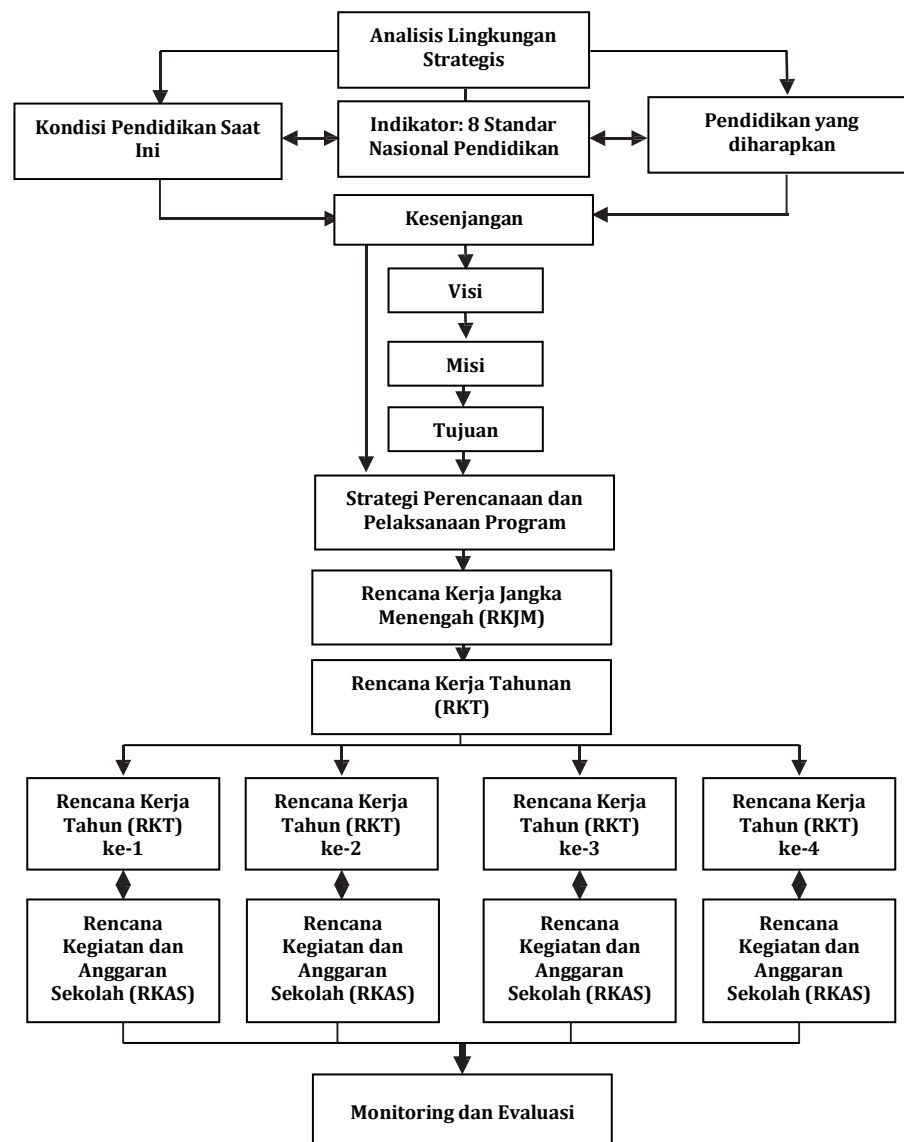 Analisis Lingkungan
Strategis
Kondisi Pendidikan Saat
Ini
Indikator: 8 Standar
Nasional Pendidikan
Pendidikan yang
diharapkan
Kesenjangan
Visi
Misi
Tujuan
Strategi Perencanaan dan
Pelaksanaan Program
Rencana Kerja Jangka
Menengah (RKJM)
Rencana Kerja Tahunan
(RKT)
Rencana Kerja
Tahun (RKT)
ke-1
Rencana Kerja
Tahun (RKT)
ke-2
Rencana Kerja
Tahun (RKT)
ke-3
Rencana Kerja
Tahun (RKT)
ke-4
Rencana
Kegiatan dan
Anggaran
Sekolah (RKAS)
Rencana
Kegiatan dan
Anggaran
Sekolah (RKAS)
Rencana
Kegiatan dan
Anggaran
Sekolah (RKAS)
Rencana
Kegiatan dan
Anggaran
Sekolah (RKAS)
Monitoring dan Evaluasi